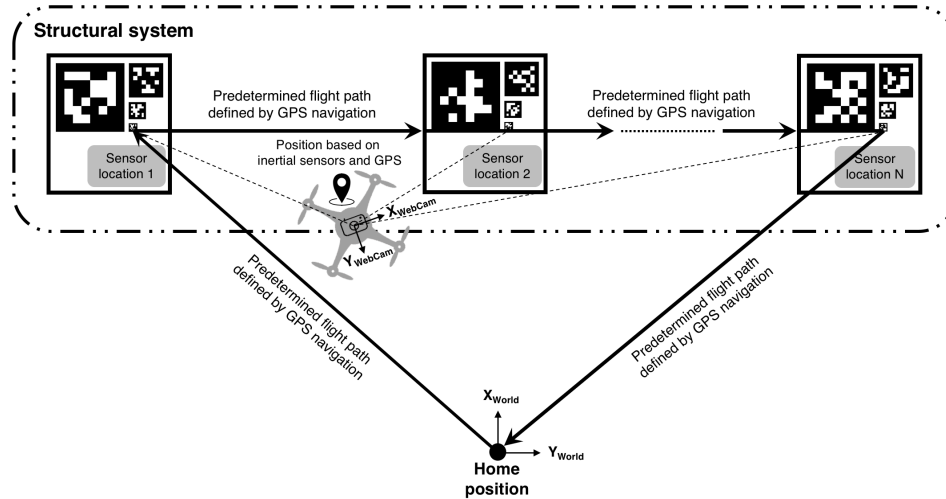 Structural system
Predetermined flight path
defined by GPS navigation
Predetermined flight path
defined by GPS navigation
Position based on
inertial sensors and GPS
Sensor
location 1
Sensor
location 2
Sensor
location N
XWebCam
YWebCam
Predetermined flight path
defined by GPS navigation
Predetermined flight path
defined by GPS navigation
XWorld
YWorld
Home
position